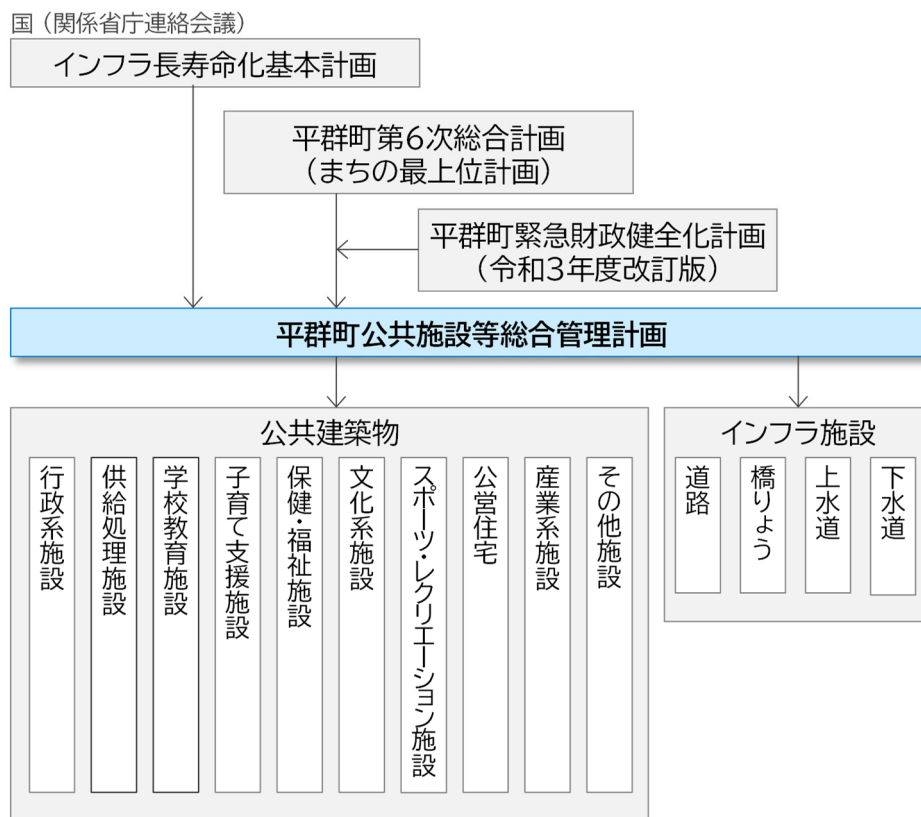 国（関係省庁連絡会議）
インフラ長寿命化基本計画
平群町第6次総合計画
（まちの最上位計画）
平群町緊急財政健全化計画
（令和3年度改訂版）
平群町公共施設等総合管理計画
公共建築物
行政系施設
供給処理施設
学校教育施設
子育て支援施設
保健・福祉施設
文化系施設
スポーツ・レクリエーション施設
公営住宅
産業系施設
その他施設
インフラ施設
道路
橋りょう
上水道
下水道